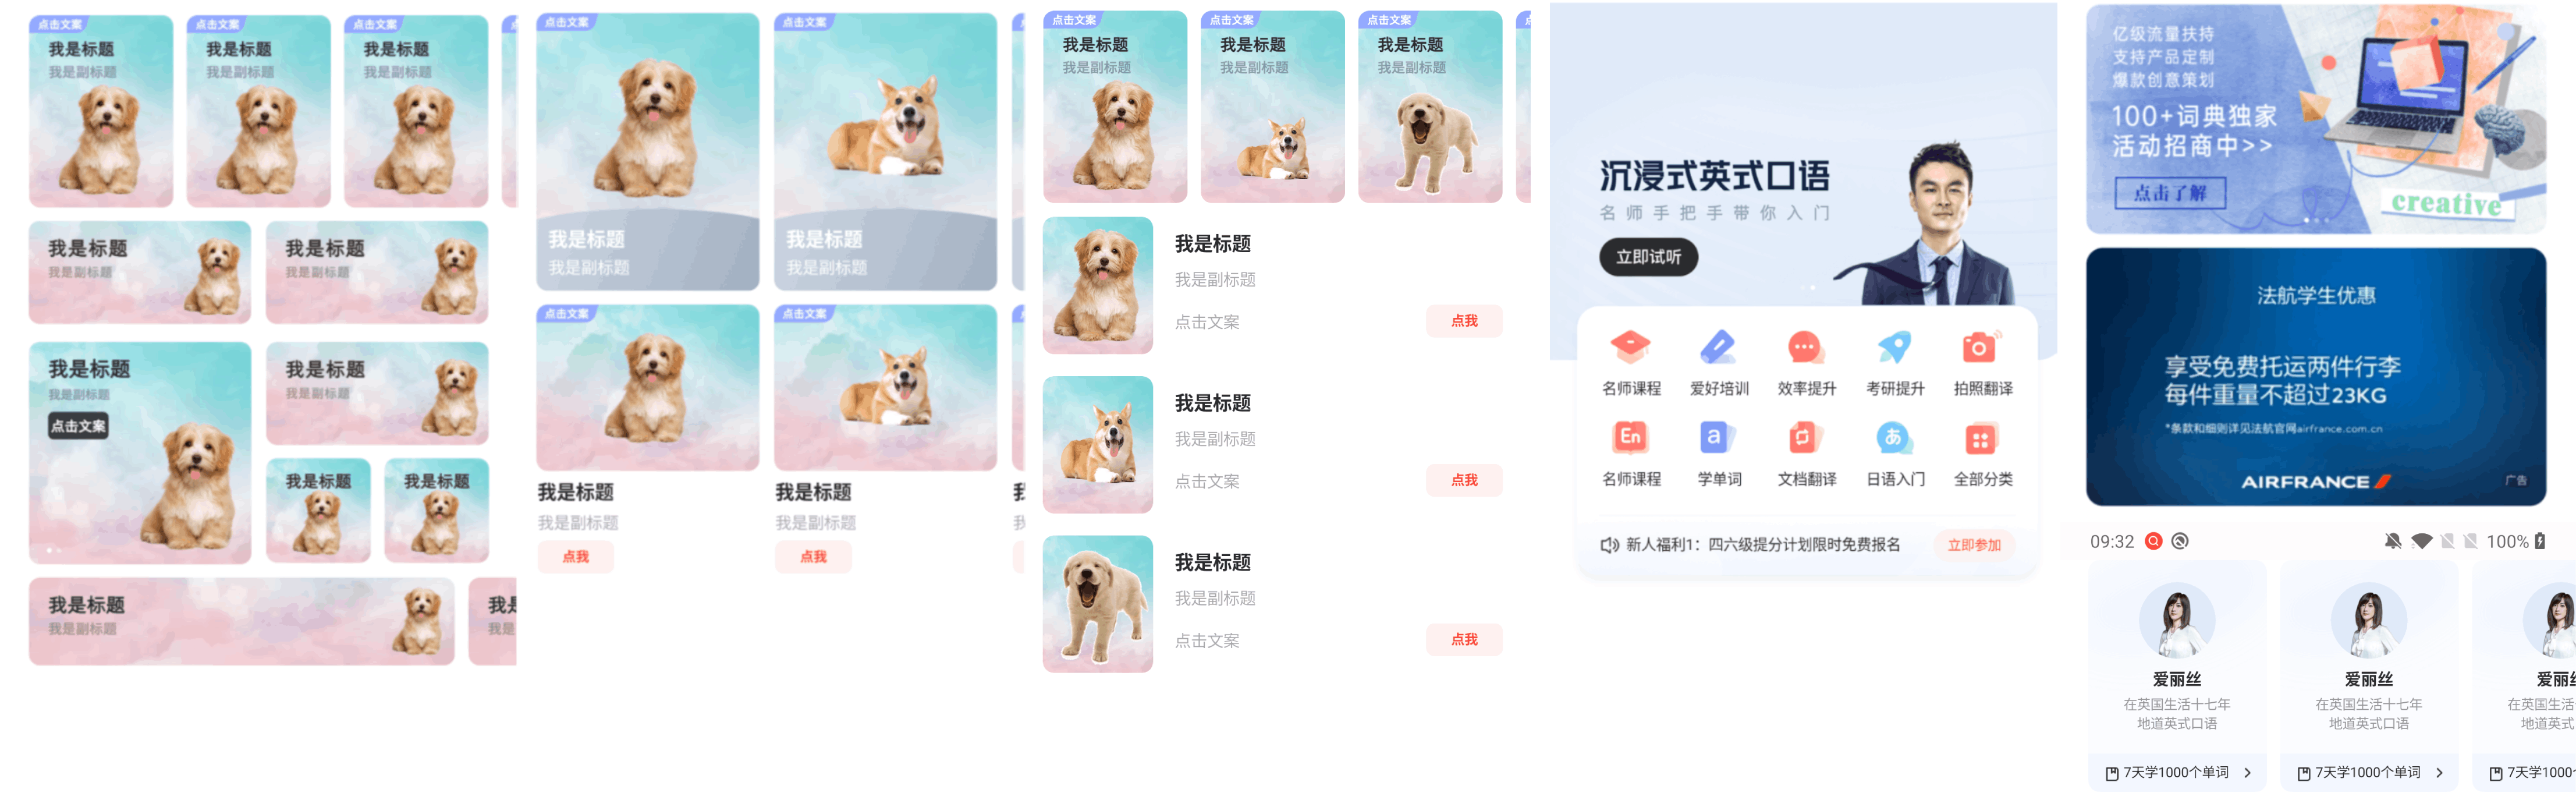 点击文案
我是标题
我是副标题
点击文案
我是标题
我是副标题
点击文案
我是标题
我是副标题
我是标题
我是副标题
我是标题
我是副标题
我是标题
我是副标题
点击文案
我是标题
我是副标题
我是标题
我是标题
我是标题
我是副标题
我是
点击文案
我是标题
我是副标题
点击文案
我是标题
我是副标题
点击文案
我是标题
我是副标题
点我
点击文案
我是标题
我是副标题
点我
点击文案
我是标题
我是副标题
点击文案
我是标题
我是副标题
点击文案
我是标题
我是副标题
我是标题
我是副标题
点击文案
点我
我是标题
我是副标题
点击文案
点我
我是标题
我是副标题
点击文案
点我
沉浸式英式口语
名师手把手带你入门
立即试听
名师课程 爱好培训 效率提升 考研提升 拍照翻译
En a あ
名师课程 学单词 文档翻译 日语入门 全部分类
新人福利1：四六级提分计划限时免费报名 立即参加
亿级流量扶持
支持产品定制
爆款创意策划
100+词典独家
活动招商中>>
点击了解
creative
法航学生优惠
享受免费托运两件行李
每件重量不超过23KG
*条款和细则详见法航官网airfrance.com.cn
AIRFRANCE
广告
09:32 100%
爱丽丝
在英国生活十七年
地道英式口语
7天学1000个单词
爱丽丝
在英国生活十七年
地道英式口语
7天学1000个单词
爱丽
在英国生活
地道英式
7天学1000